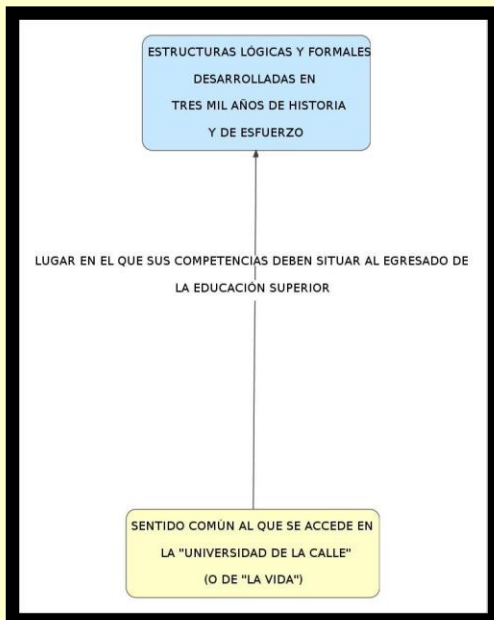 ESTRUCTURAS LÓGICAS Y FORMALES
DESARROLLADAS EN
TRES MIL AÑOS DE HISTORIA
Y DE ESFUERZO
LUGAR EN EL QUE SUS COMPETENCIAS DEBEN SITUAR AL EGRESADO DE
LA EDUCACIÓN SUPERIOR
SENTIDO COMÚN AL QUE SE ACCEDE EN
LA "UNIVERSIDAD DE LA CALLE"
(O DE "LA VIDA")